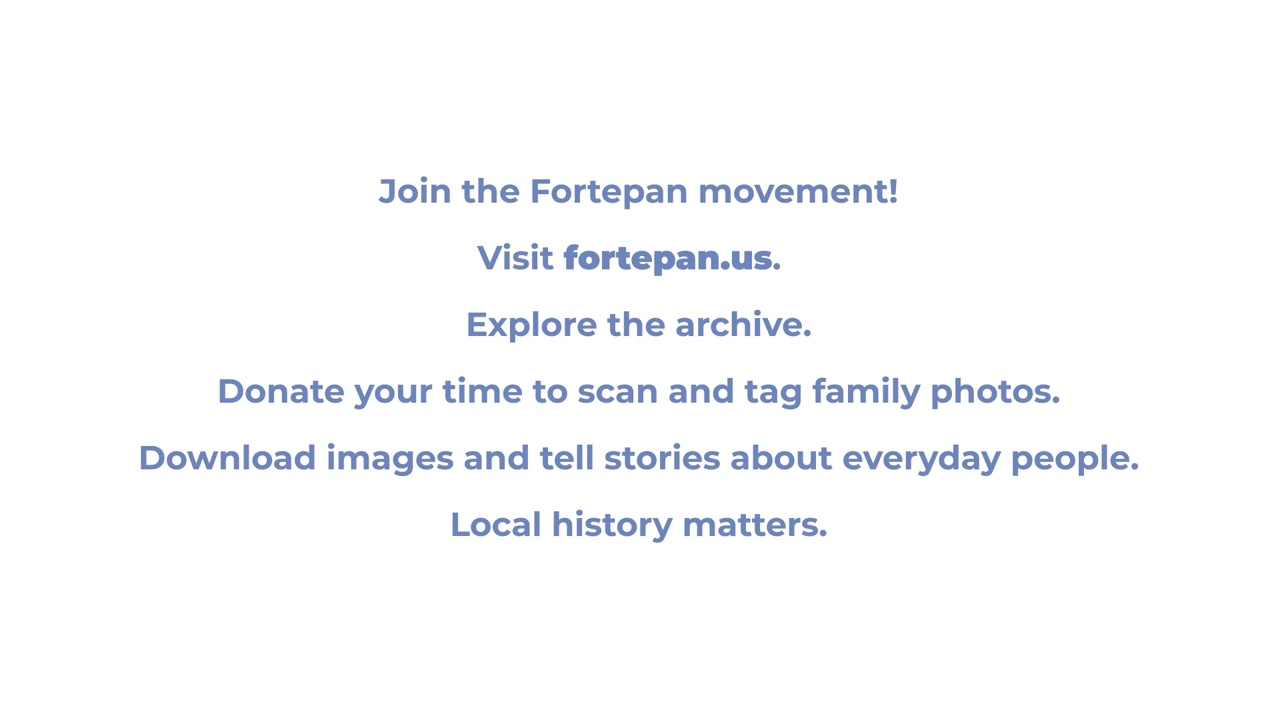 Join the Fortepan movement!
Visit fortepan.us.
Explore the archive.
Donate your time to scan and tag family photos.
Download images and tell stories about everyday people.
Local history matters.